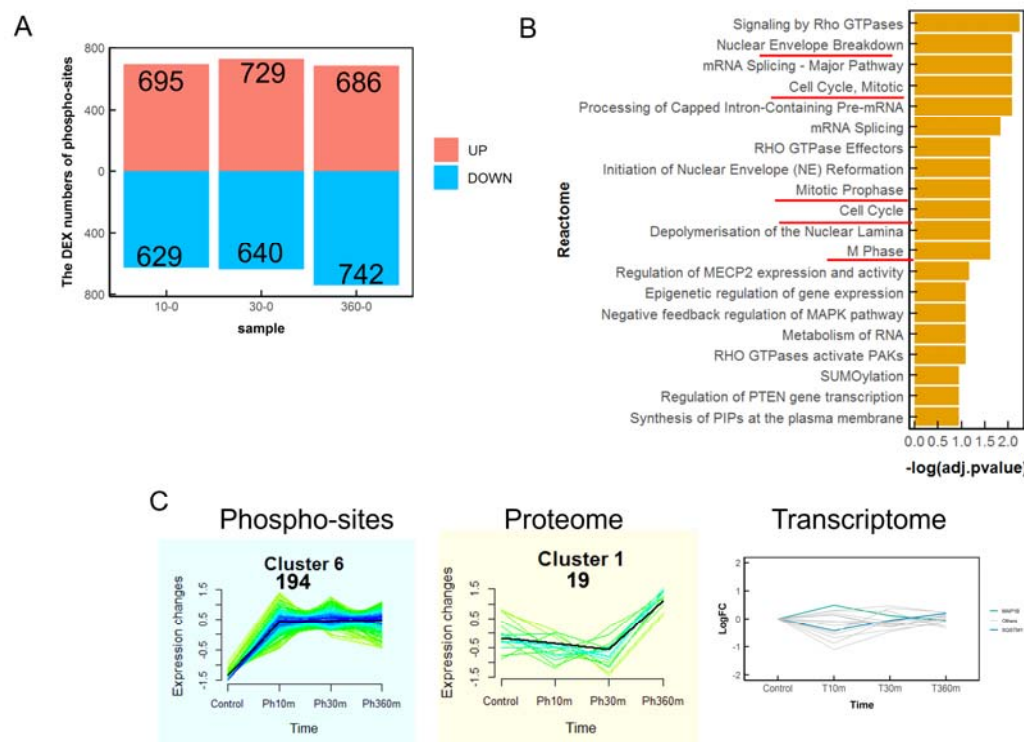 A
The DEX numbers of phospho-sites
800
400
0
400
800
695
729
686
629
640
742
10-0
30-0
360-0
sample
UP
DOWN
B
Reactome
Signaling by Rho GTPases
Nuclear Envelope Breakdown
mRNA Splicing - Major Pathway
Cell Cycle, Mitotic
Processing of Capped Intron-Containing Pre-mRNA
mRNA Splicing
RHO GTPase Effectors
Initiation of Nuclear Envelope (NE) Reformation
Mitotic Prophase
Cell Cycle
Depolymerisation of the Nuclear Lamina
M Phase
Regulation of MECP2 expression and activity
Epigenetic regulation of gene expression
Negative feedback regulation of MAPK pathway
Metabolism of RNA
RHO GTPases activate PAKs
SUMOylation
Regulation of PTEN gene transcription
Synthesis of PIPs at the plasma membrane
0.0 0.5 1.0 1.5 2.0
-log(adj.pvalue)
C
Phospho-sites
Cluster 6
194
Expression changes
1.5
0.5
-0.5
-1.5
Control Ph10m Ph30m Ph360m
Time
Proteome
Cluster 1
19
Expression changes
1.5
0.5
-0.5
-1.5
Control Ph10m Ph30m Ph360m
Time
Transcriptome
LogFC
2
1
0
-1
-2
Control T10m T30m T360m
Time
Others